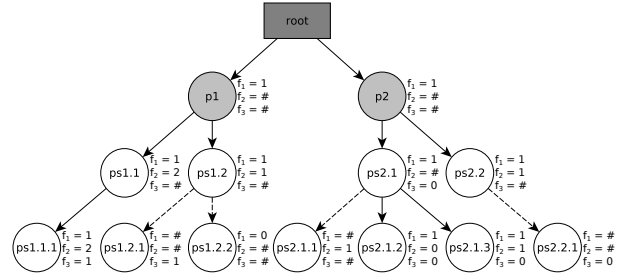 root
p1
f₁ = 1
f₂ = #
f₃ = #
p2
f₁ = 1
f₂ = #
f₃ = #
ps1.1
f₁ = 1
f₂ = 2
f₃ = #
ps1.2
f₁ = 1
f₂ = 1
f₃ = #
ps2.1
f₁ = 1
f₂ = #
f₃ = 0
ps2.2
f₁ = 1
f₂ = 1
f₃ = #
ps1.1.1
f₁ = 1
f₂ = 2
f₃ = 1
ps1.2.1
f₁ = #
f₂ = #
f₃ = 1
ps1.2.2
f₁ = 0
f₂ = #
f₃ = #
ps2.1.1
f₁ = #
f₂ = 1
f₃ = #
ps2.1.2
f₁ = 1
f₂ = 0
f₃ = 0
ps2.1.3
f₁ = 1
f₂ = 1
f₃ = 0
ps2.2.1
f₁ = #
f₂ = #
f₃ = 0